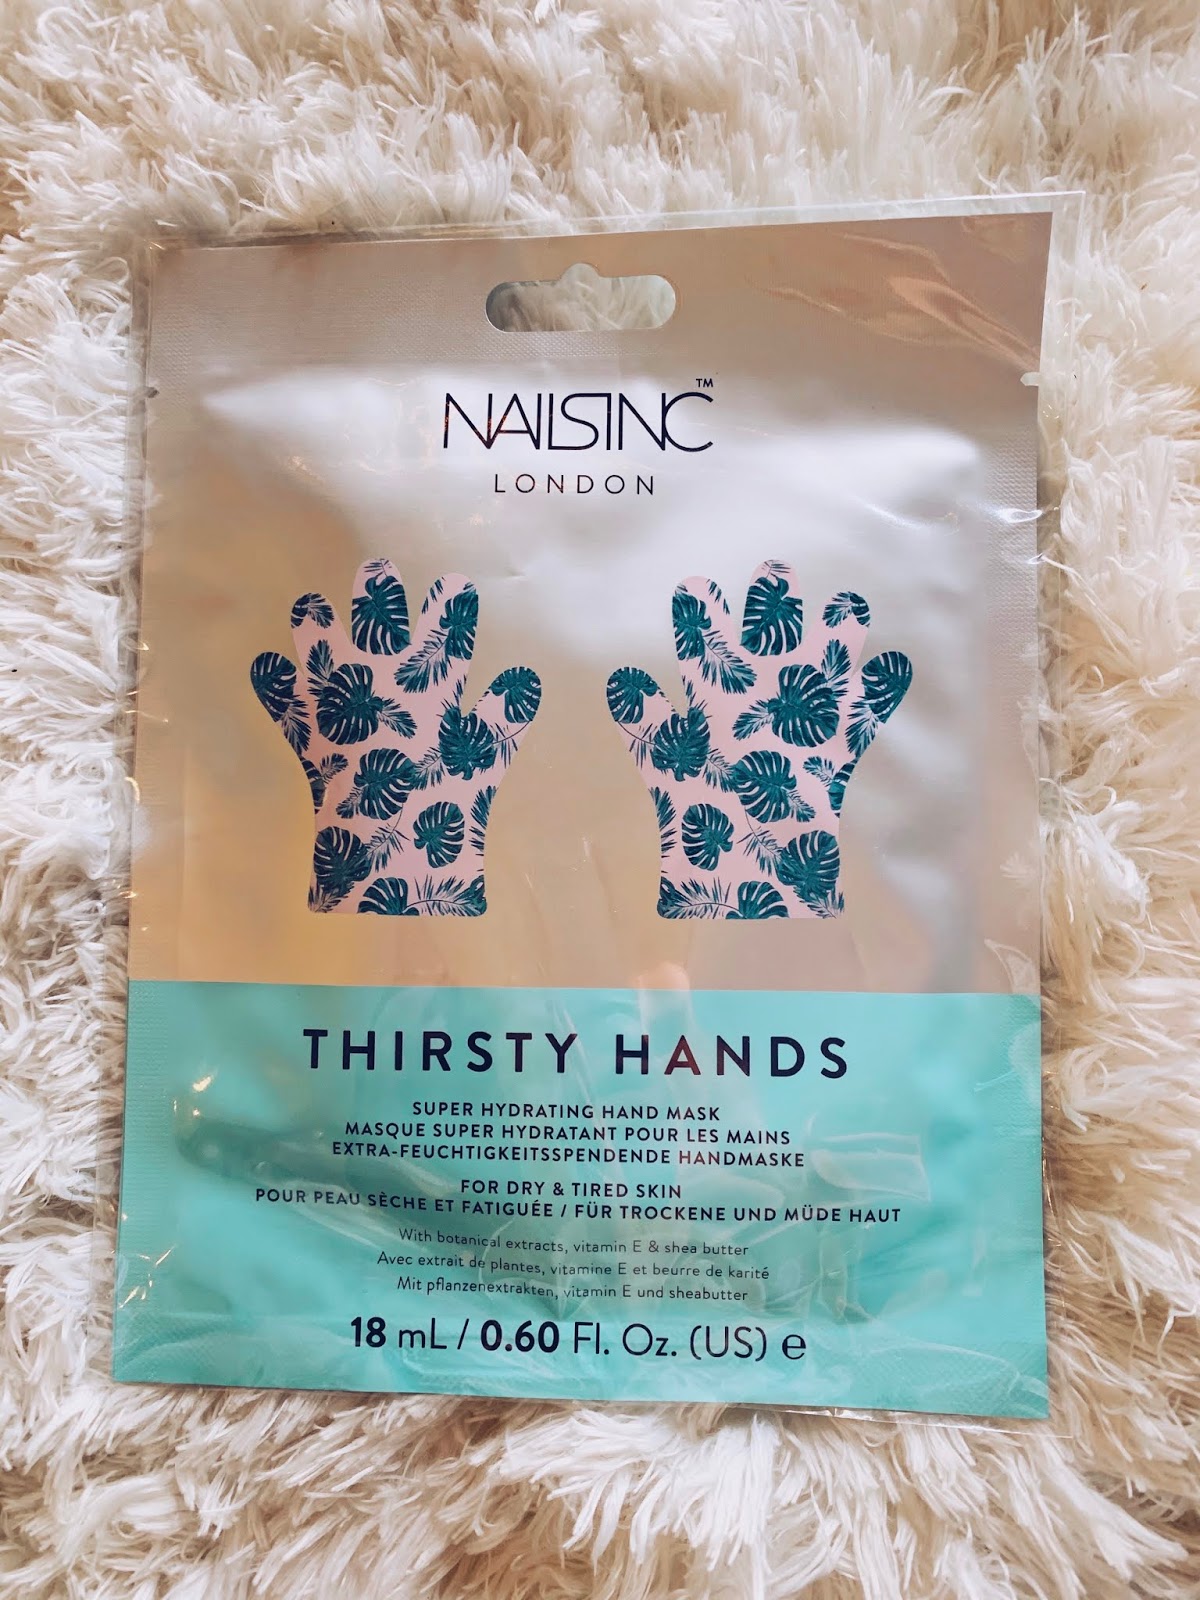 NAILSINC™
LONDON
THIRSTY HANDS
SUPER HYDRATING HAND MASK
MASQUE SUPER HYDRATANT POUR LES MAINS
EXTRA-FEUCHTIGKEITSSPENDENDE HANDMASKE
FOR DRY & TIRED SKIN
POUR PEAU SÈCHE ET FATIGUÉE / FÜR TROCKENE UND MÜDE HAUT
With botanical extracts, vitamin E & shea butter
Avec extrait de plantes, vitamine E et beurre de karité
Mit pflanzenextrakten, vitamin E und sheabutter
18 mL / 0.60 Fl. Oz. (US) ℮